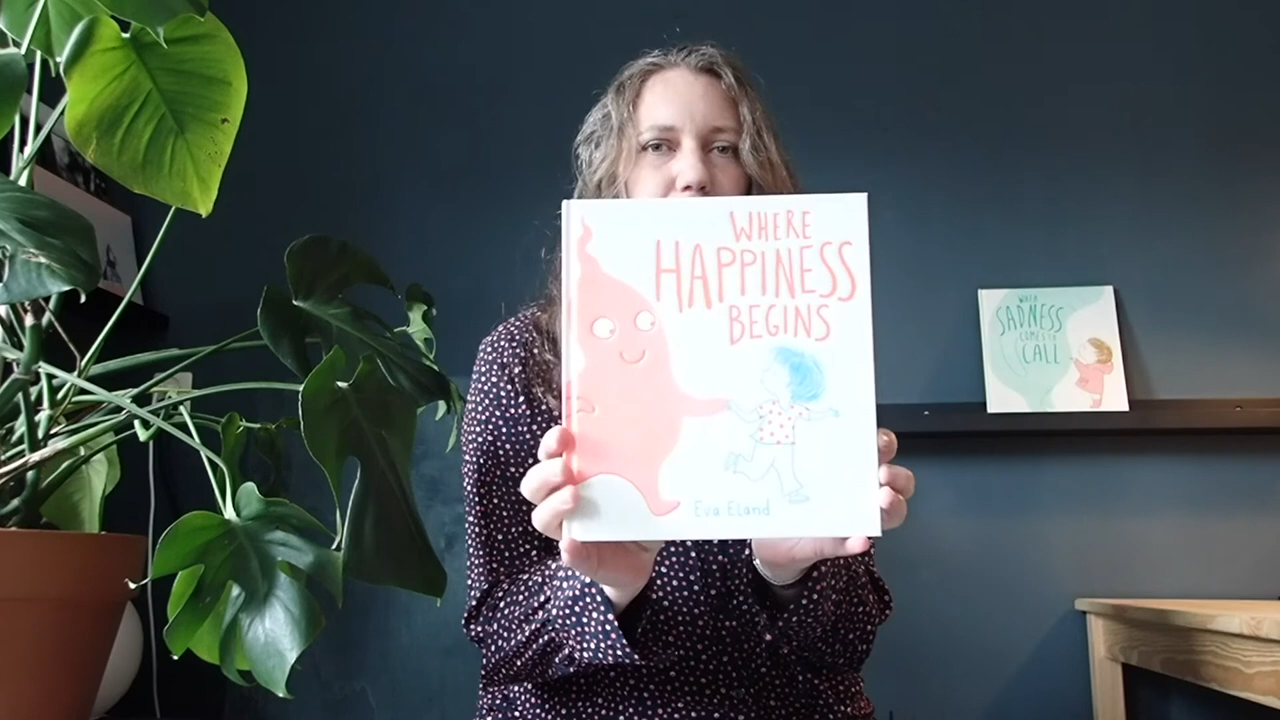 WHERE
HAPPINESS
BEGINS
Eva Eland
WHEN
SADNESS
COMES TO
CALL